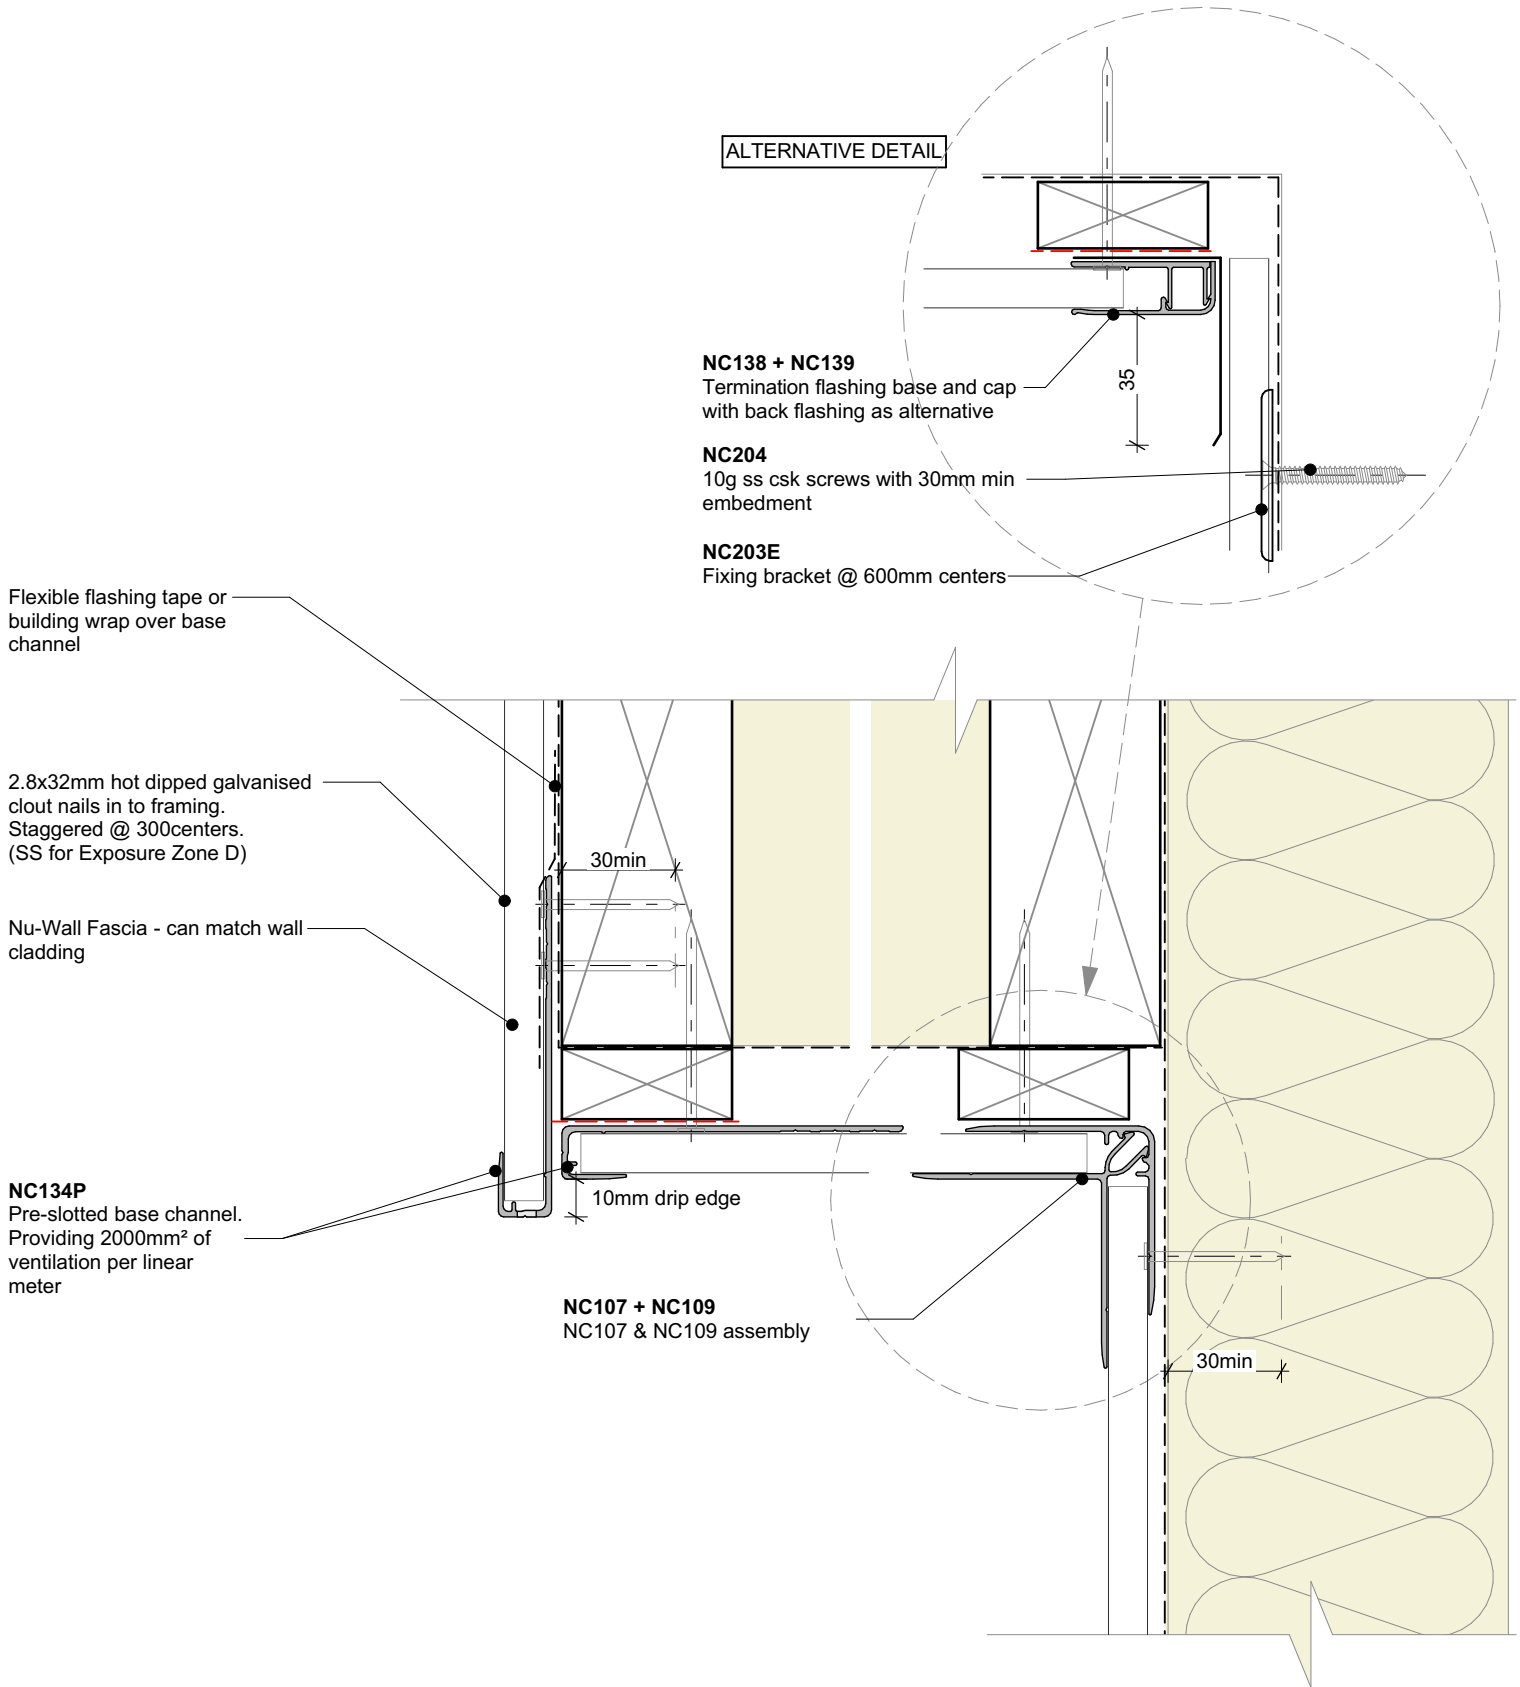 ALTERNATIVE DETAIL
NC138 + NC139
Termination flashing base and cap
with back flashing as alternative
35
NC204
10g ss csk screws with 30mm min
embedment
NC203E
Fixing bracket @ 600mm centers
Flexible flashing tape or
building wrap over base
channel
2.8x32mm hot dipped galvanised
clout nails in to framing.
Staggered @ 300centers.
(SS for Exposure Zone D)
30min
Nu-Wall Fascia - can match wall
cladding
NC134P
Pre-slotted base channel.
Providing 2000mm² of
ventilation per linear
meter
10mm drip edge
NC107 + NC109
NC107 & NC109 assembly
30min